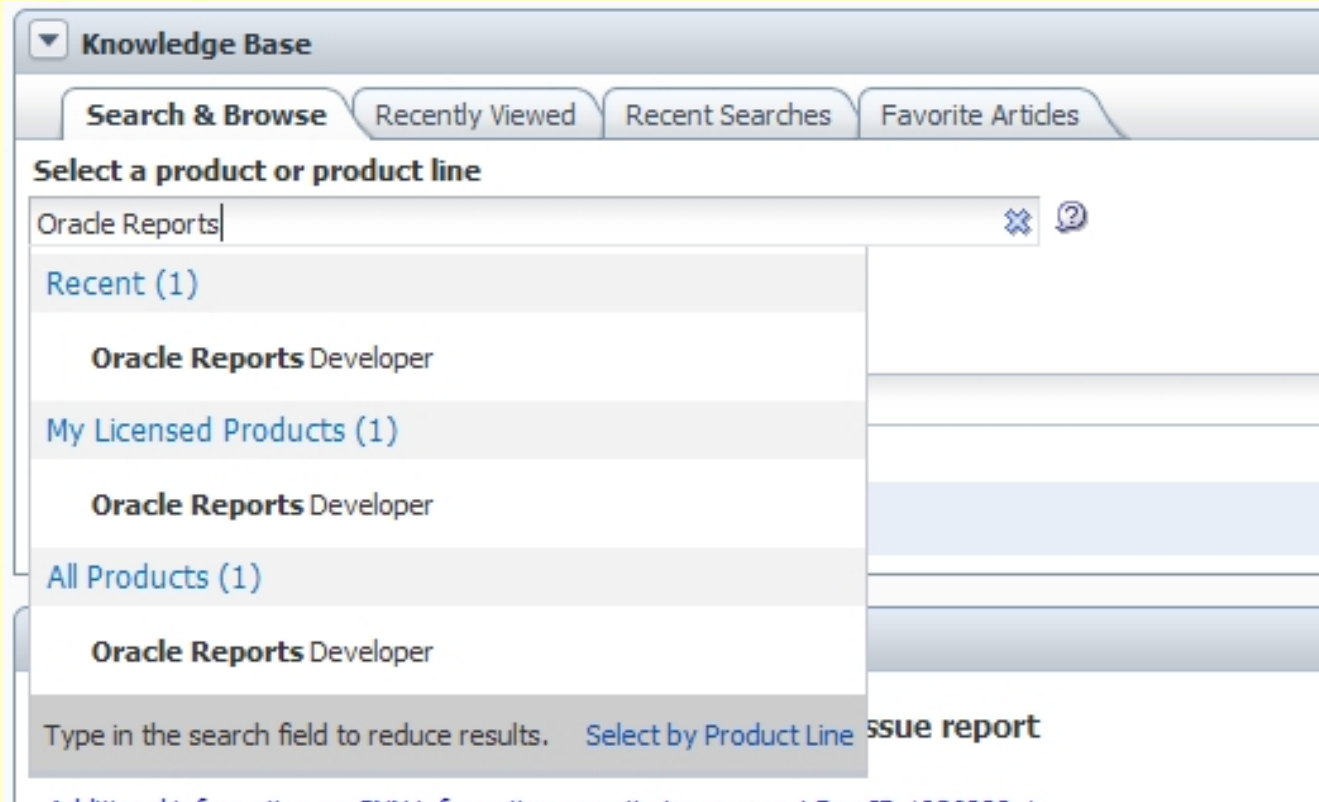 Knowledge Base
Search & Browse Recently Viewed Recent Searches Favorite Articles
Select a product or product line
Oracle Reports
Recent (1)
Oracle Reports Developer
My Licensed Products (1)
Oracle Reports Developer
All Products (1)
Oracle Reports Developer
Type in the search field to reduce results. Select by Product Line
ssue report